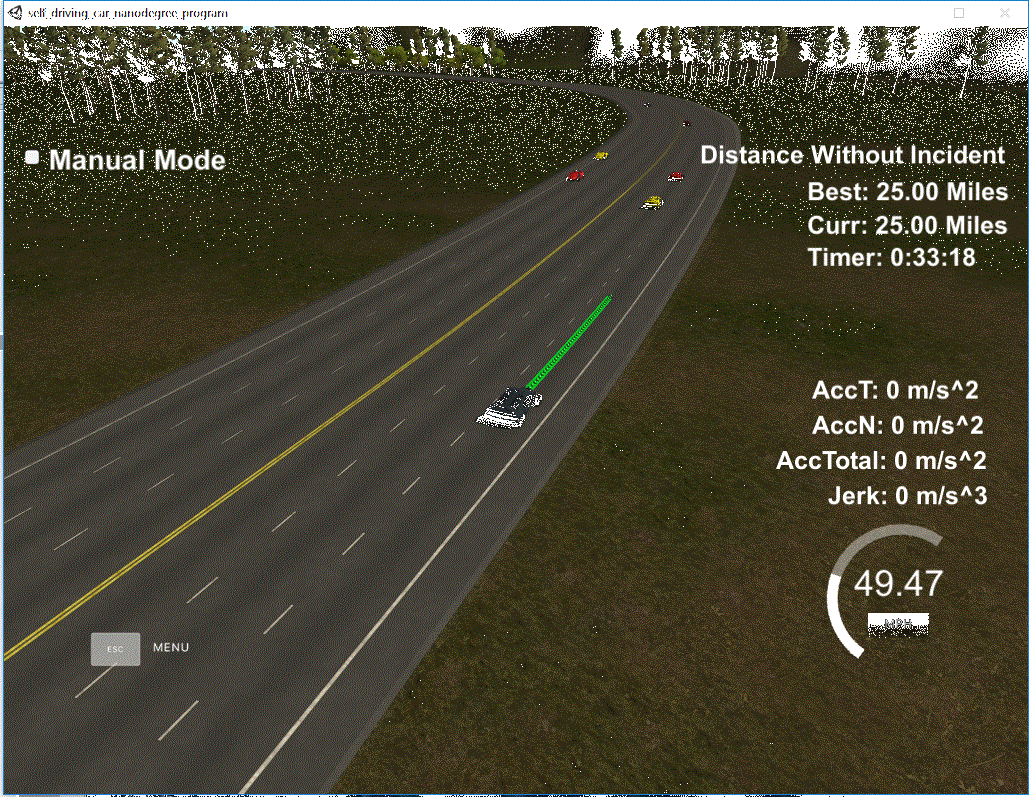 self_driving_car_nanodegree_program
Manual Mode
Distance Without Incident
Best: 25.00 Miles
Curr: 25.00 Miles
Timer: 0:33:18
AccT: 0 m/s^2
AccN: 0 m/s^2
AccTotal: 0 m/s^2
Jerk: 0 m/s^3
49.47
MPH
ESC MENU